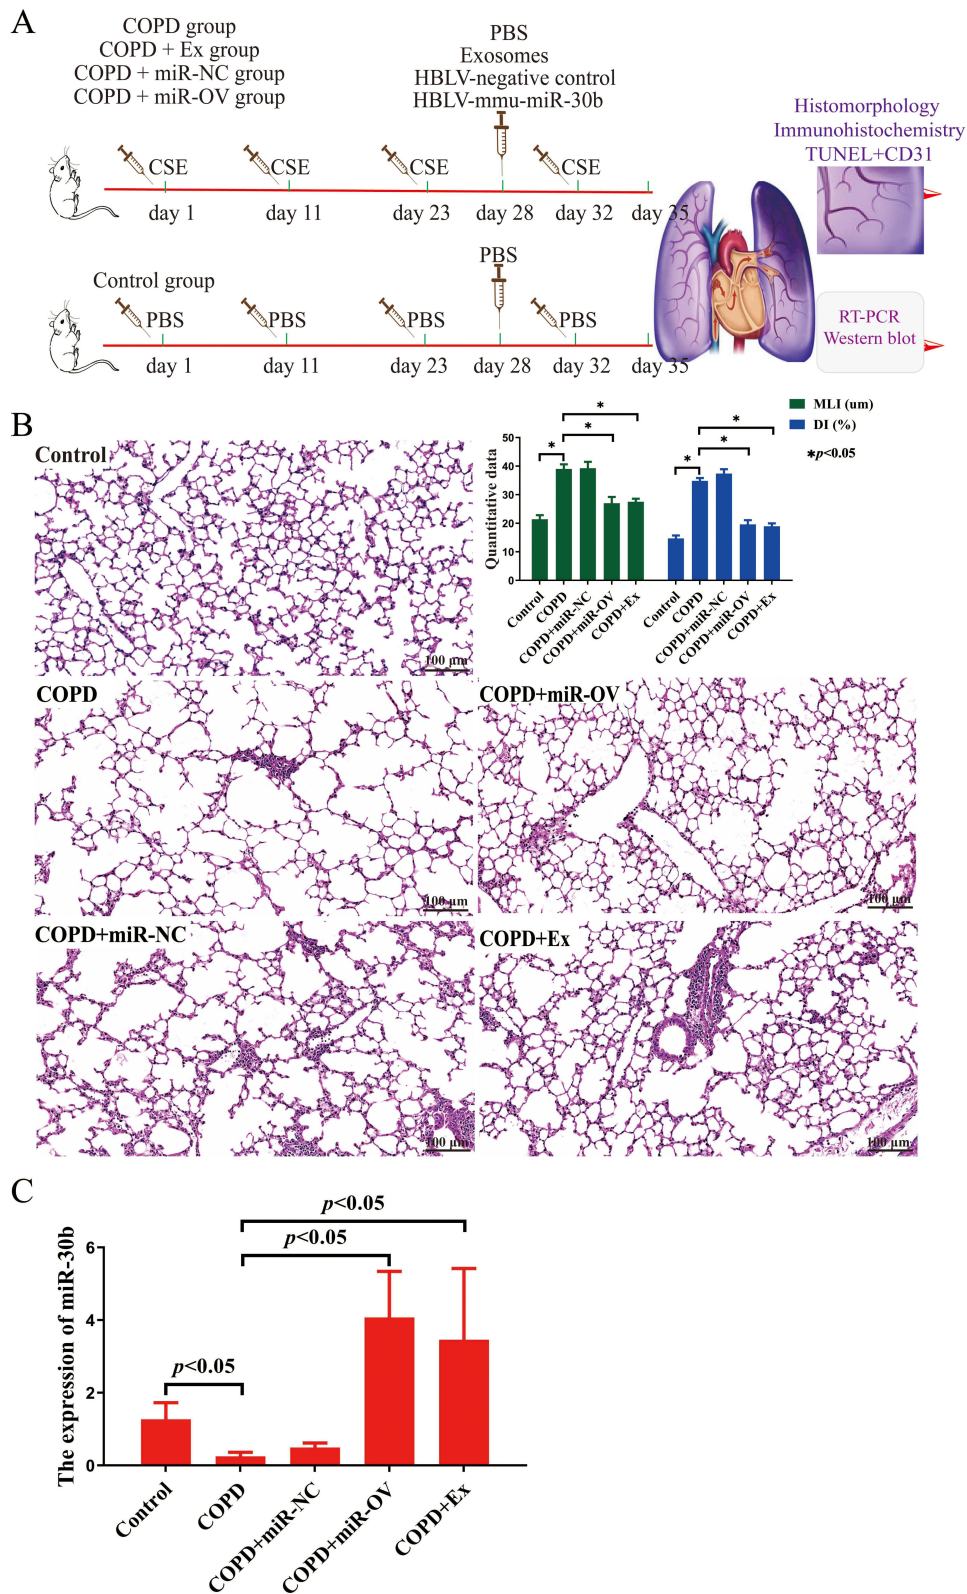 A
COPD group
COPD + Ex group
COPD + miR-NC group
COPD + miR-OV group
PBS
Exosomes
HBLV-negative control
HBLV-mmu-miR-30b
Histomorphology
Immunohistochemistry
TUNEL+CD31
CSE CSE CSE CSE
day 1 day 11 day 23 day 28 day 32 day 35
PBS
Control group
PBS PBS PBS PBS
RT-PCR
Western blot
day 1 day 11 day 23 day 28 day 32 day 35
B
Control
100 μm
MLI (um)
DI (%)
*p<0.05
* * *
* * *
Quantitative data
50
40
30
20
10
0
Control COPD COPD+miR-NC COPD+miR-OV COPD+Ex
Control COPD COPD+miR-NC COPD+miR-OV COPD+Ex
COPD
100 μm
COPD+miR-OV
100 μm
COPD+miR-NC
100 μm
COPD+Ex
100 μm
C
The expression of miR-30b
p<0.05
p<0.05
p<0.05
6
4
2
0
Control COPD COPD+miR-NC COPD+miR-OV COPD+Ex